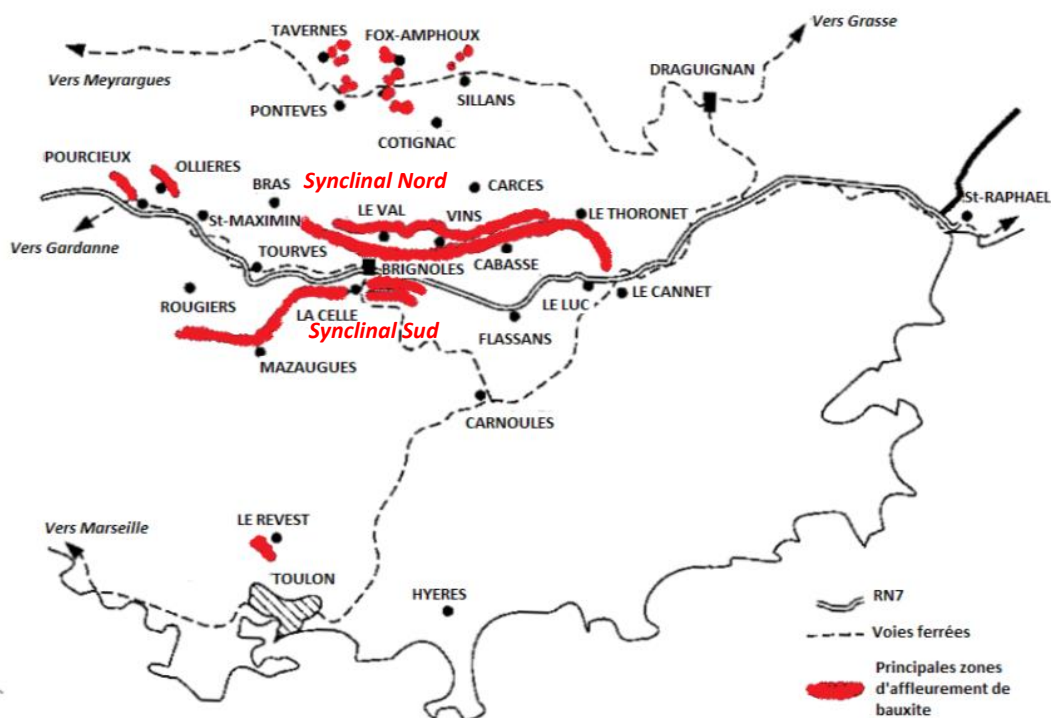 Vers Grasse
TAVERNES
FOX-AMPHOUX
Vers Meyrargues
DRAGUIGNAN
SILLANS
PONTEVES
COTIGNAC
POURCIEUX
OLLIERES
BRAS
Synclinal Nord
CARCES
St-RAPHAEL
St-MAXIMIN
LE VAL
VINS
LE THORONET
Vers Gardanne
TOURVES
CABASSE
BRIGNOLES
ROUGIERS
LE LUC
LE CANNET
LA CELLE
Synclinal Sud
FLASSANS
MAZAUGUES
CARNOULES
Vers Marseille
LE REVEST
TOULON
HYERES
RN7
Voies ferrées
Principales zones
d'affleurement de
bauxite